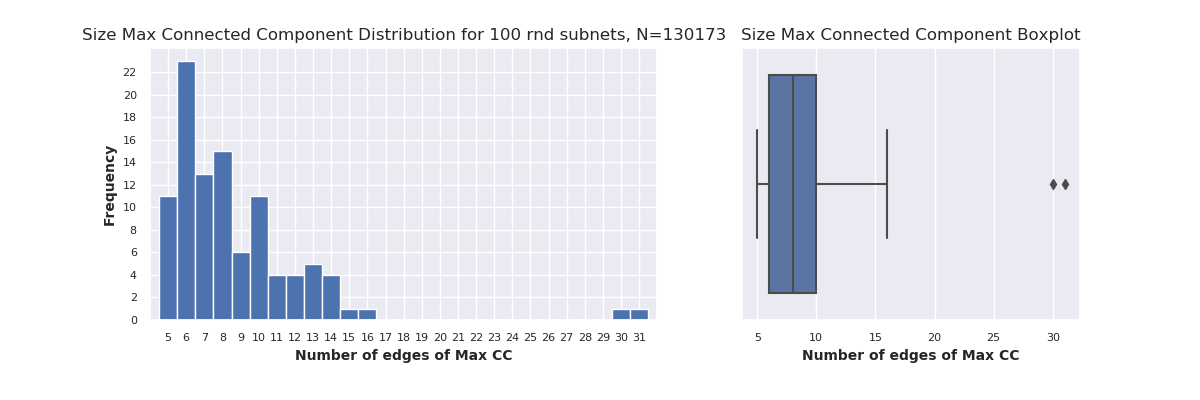 Size Max Connected Component Distribution for 100 rnd subnets, N=130173
Frequency
22
20
18
16
14
12
10
8
6
4
2
0
5 6 7 8 9 10 11 12 13 14 15 16 17 18 19 20 21 22 23 24 25 26 27 28 29 30 31
Number of edges of Max CC
Size Max Connected Component Boxplot
5 10 15 20 25 30
Number of edges of Max CC